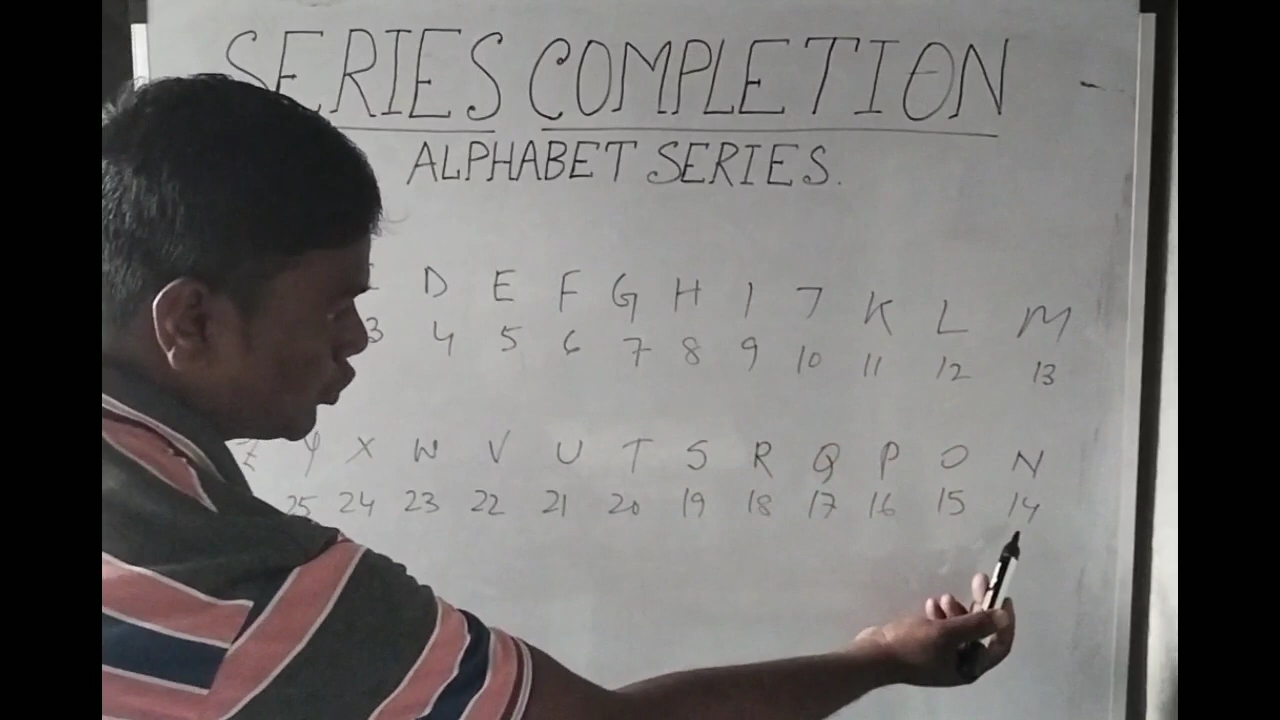 SERIES COMPLETION
ALPHABET SERIES.
D E F G H I J K L M
3 4 5 6 7 8 9 10 11 12 13
Z Y X W V U T S R Q P O N
25 24 23 22 21 20 19 18 17 16 15 14